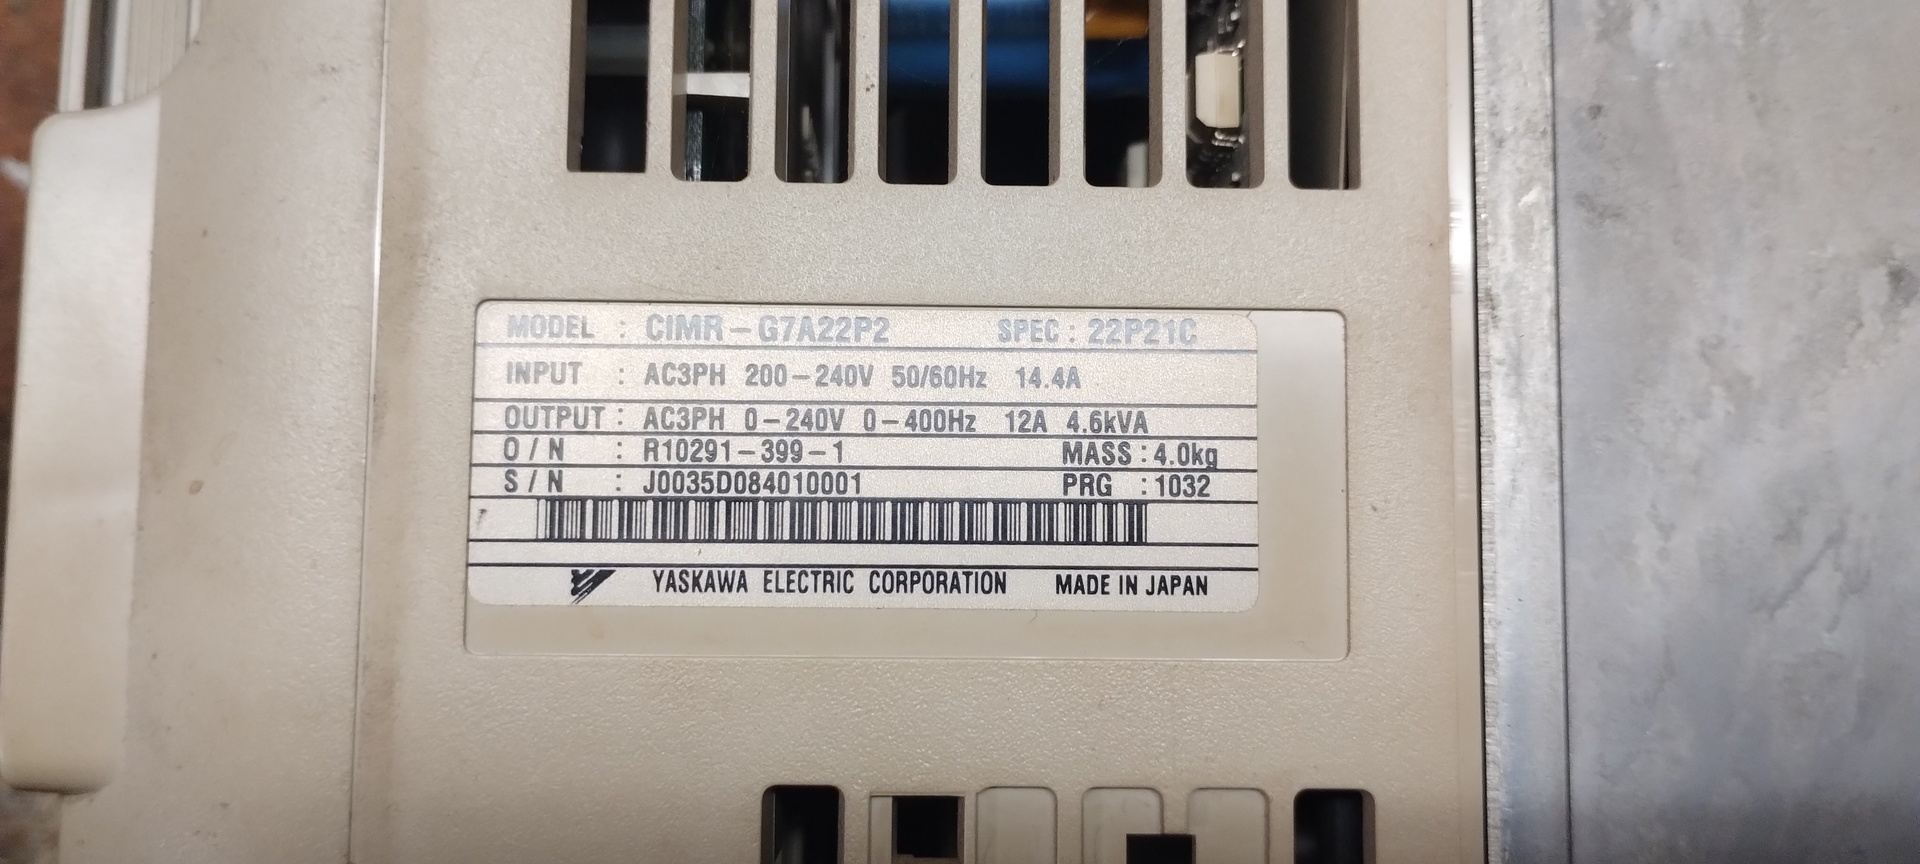 MODEL : CIMR-G7A22P2 SPEC : 22P21C
INPUT : AC3PH 200-240V 50/60Hz 14.4A
OUTPUT : AC3PH 0-240V 0-400Hz 12A 4.6kVA
O/N : R10291-399-1 MASS : 4.0kg
S/N : J0035D084010001 PRG : 1032
YASKAWA ELECTRIC CORPORATION MADE IN JAPAN